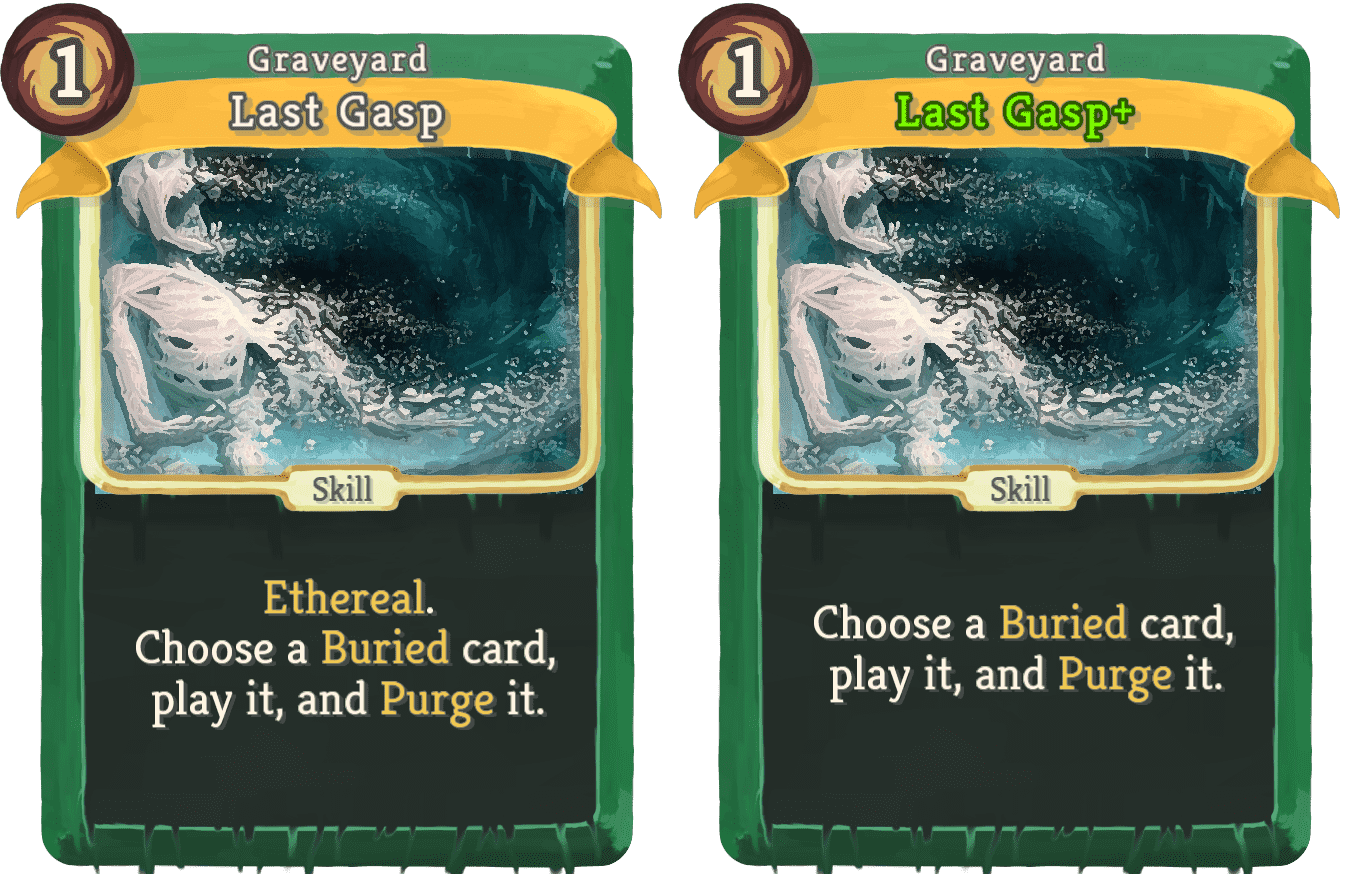 1
Graveyard
Last Gasp
Skill
Ethereal.
Choose a Buried card,
play it, and Purge it.
1
Graveyard
Last Gasp+
Skill
Choose a Buried card,
play it, and Purge it.